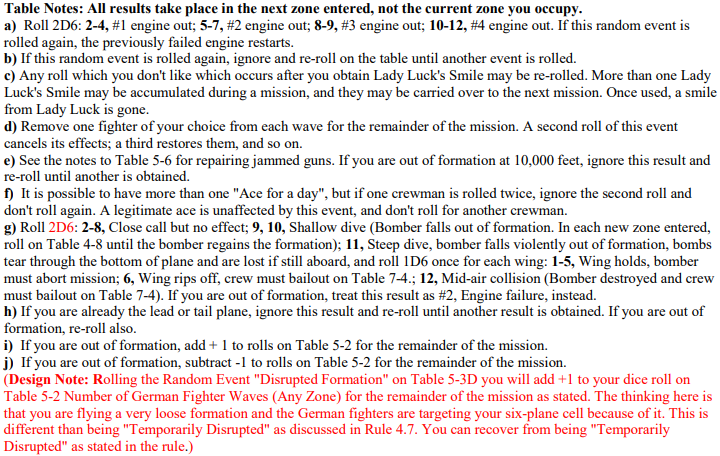 Table Notes: All results take place in the next zone entered, not the current zone you occupy.
a) Roll 2D6: 2-4, #1 engine out; 5-7, #2 engine out; 8-9, #3 engine out; 10-12, #4 engine out. If this random event is
rolled again, the previously failed engine restarts.
b) If this random event is rolled again, ignore and re-roll on the table until another event is rolled.
c) Any roll which you don't like which occurs after you obtain Lady Luck's Smile may be re-rolled. More than one Lady
Luck's Smile may be accumulated during a mission, and they may be carried over to the next mission. Once used, a smile
from Lady Luck is gone.
d) Remove one fighter of your choice from each wave for the remainder of the mission. A second roll of this event
cancels its effects; a third restores them, and so on.
e) See the notes to Table 5-6 for repairing jammed guns. If you are out of formation at 10,000 feet, ignore this result and
re-roll until another is obtained.
f) It is possible to have more than one "Ace for a day", but if one crewman is rolled twice, ignore the second roll and
don't roll again. A legitimate ace is unaffected by this event, and don't roll for another crewman.
g) Roll 2D6: 2-8, Close call but no effect; 9, 10, Shallow dive (Bomber falls out of formation. In each new zone entered,
roll on Table 4-8 until the bomber regains the formation); 11, Steep dive, bomber falls violently out of formation, bombs
tear through the bottom of plane and are lost if still aboard, and roll 1D6 once for each wing: 1-5, Wing holds, bomber
must abort mission; 6, Wing rips off, crew must bailout on Table 7-4.; 12, Mid-air collision (Bomber destroyed and crew
must bailout on Table 7-4). If you are out of formation, treat this result as #2, Engine failure, instead.
h) If you are already the lead or tail plane, ignore this result and re-roll until another result is obtained. If you are out of
formation, re-roll also.
i) If you are out of formation, add + 1 to rolls on Table 5-2 for the remainder of the mission.
j) If you are out of formation, subtract -1 to rolls on Table 5-2 for the remainder of the mission.
(Design Note: Rolling the Random Event "Disrupted Formation" on Table 5-3D you will add +1 to your dice roll on
Table 5-2 Number of German Fighter Waves (Any Zone) for the remainder of the mission as stated. The thinking here is
that you are flying a very loose formation and the German fighters are targeting your six-plane cell because of it. This is
different than being "Temporarily Disrupted" as discussed in Rule 4.7. You can recover from being "Temporarily
Disrupted" as stated in the rule.)